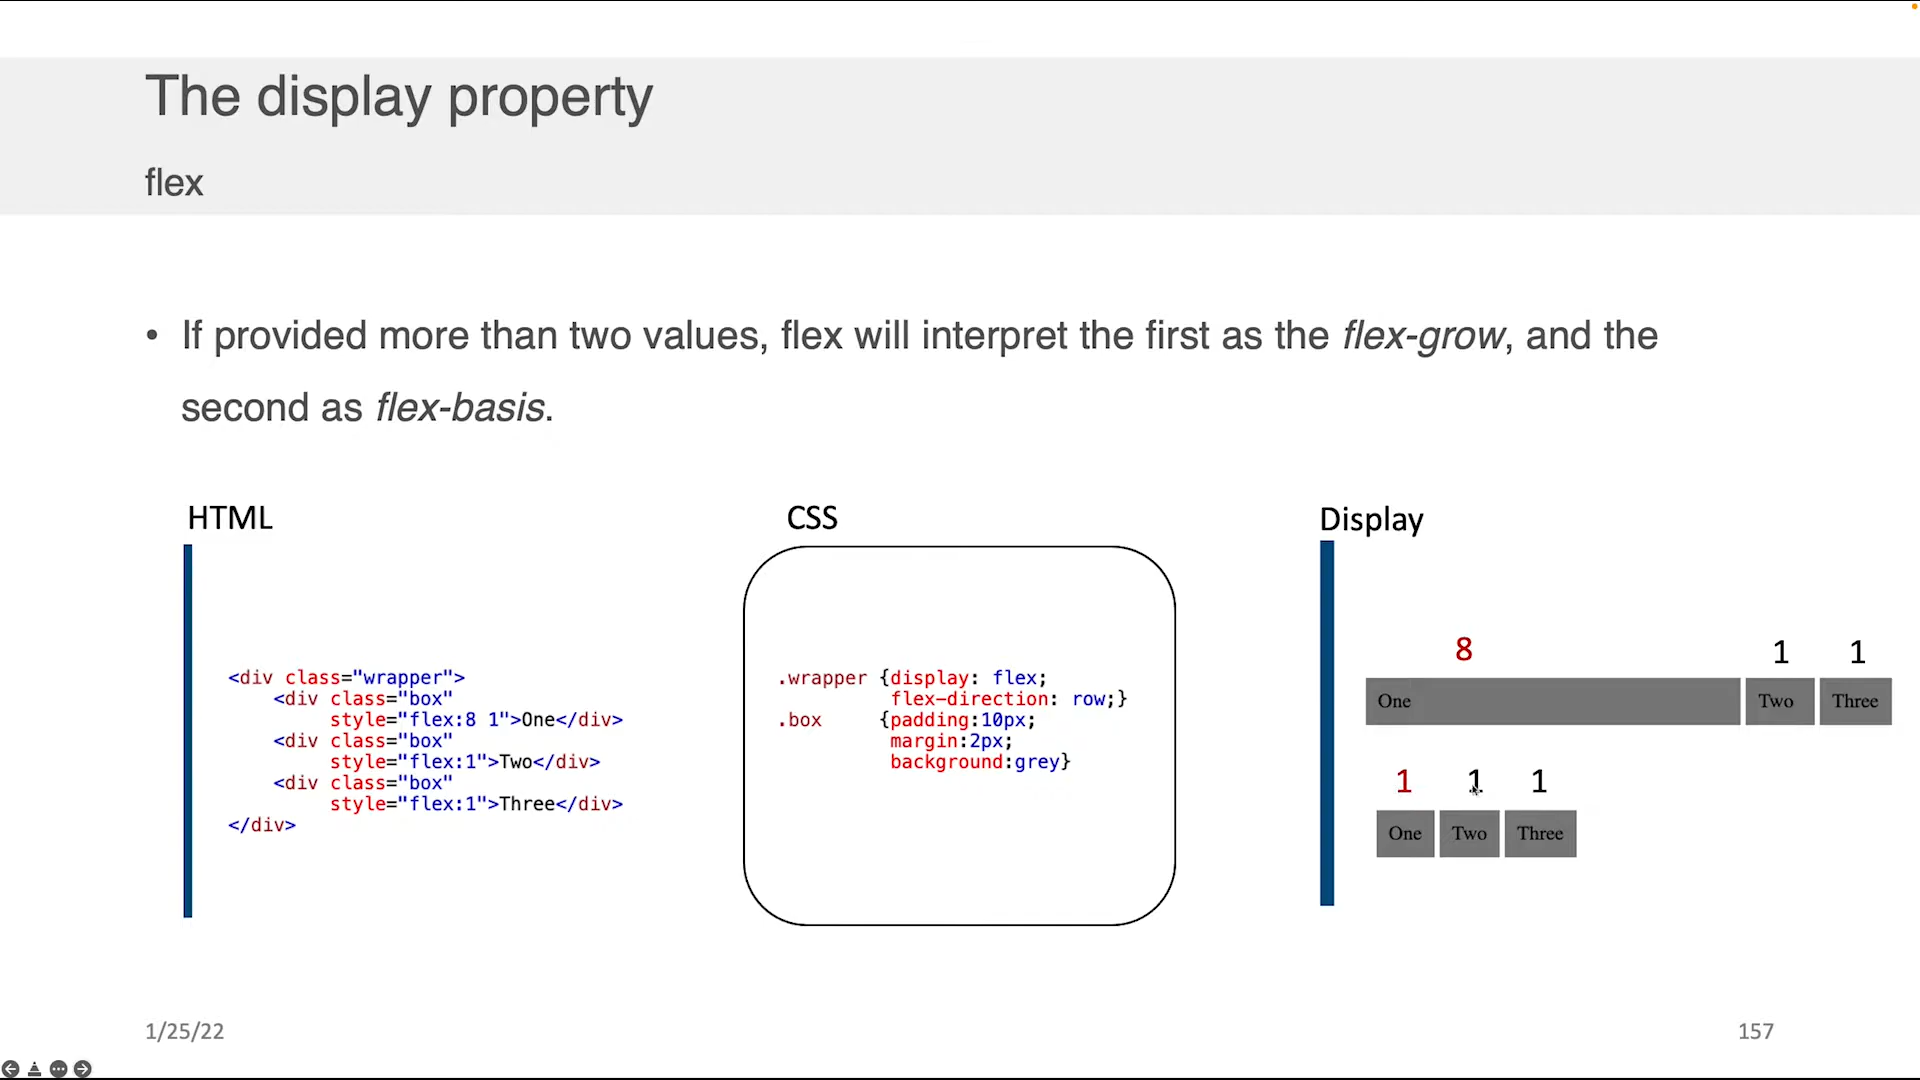 The display property
flex
• If provided more than two values, flex will interpret the first as the flex-grow, and the
second as flex-basis.
HTML
<div class="wrapper">
<div class="box"
style="flex:8 1">One</div>
<div class="box"
style="flex:1">Two</div>
<div class="box"
style="flex:1">Three</div>
</div>
CSS
.wrapper {display: flex;
flex-direction: row;}
.box {padding:10px;
margin:2px;
background:grey}
Display
8 1 1
One Two Three
1 1 1
One Two Three
1/25/22
157